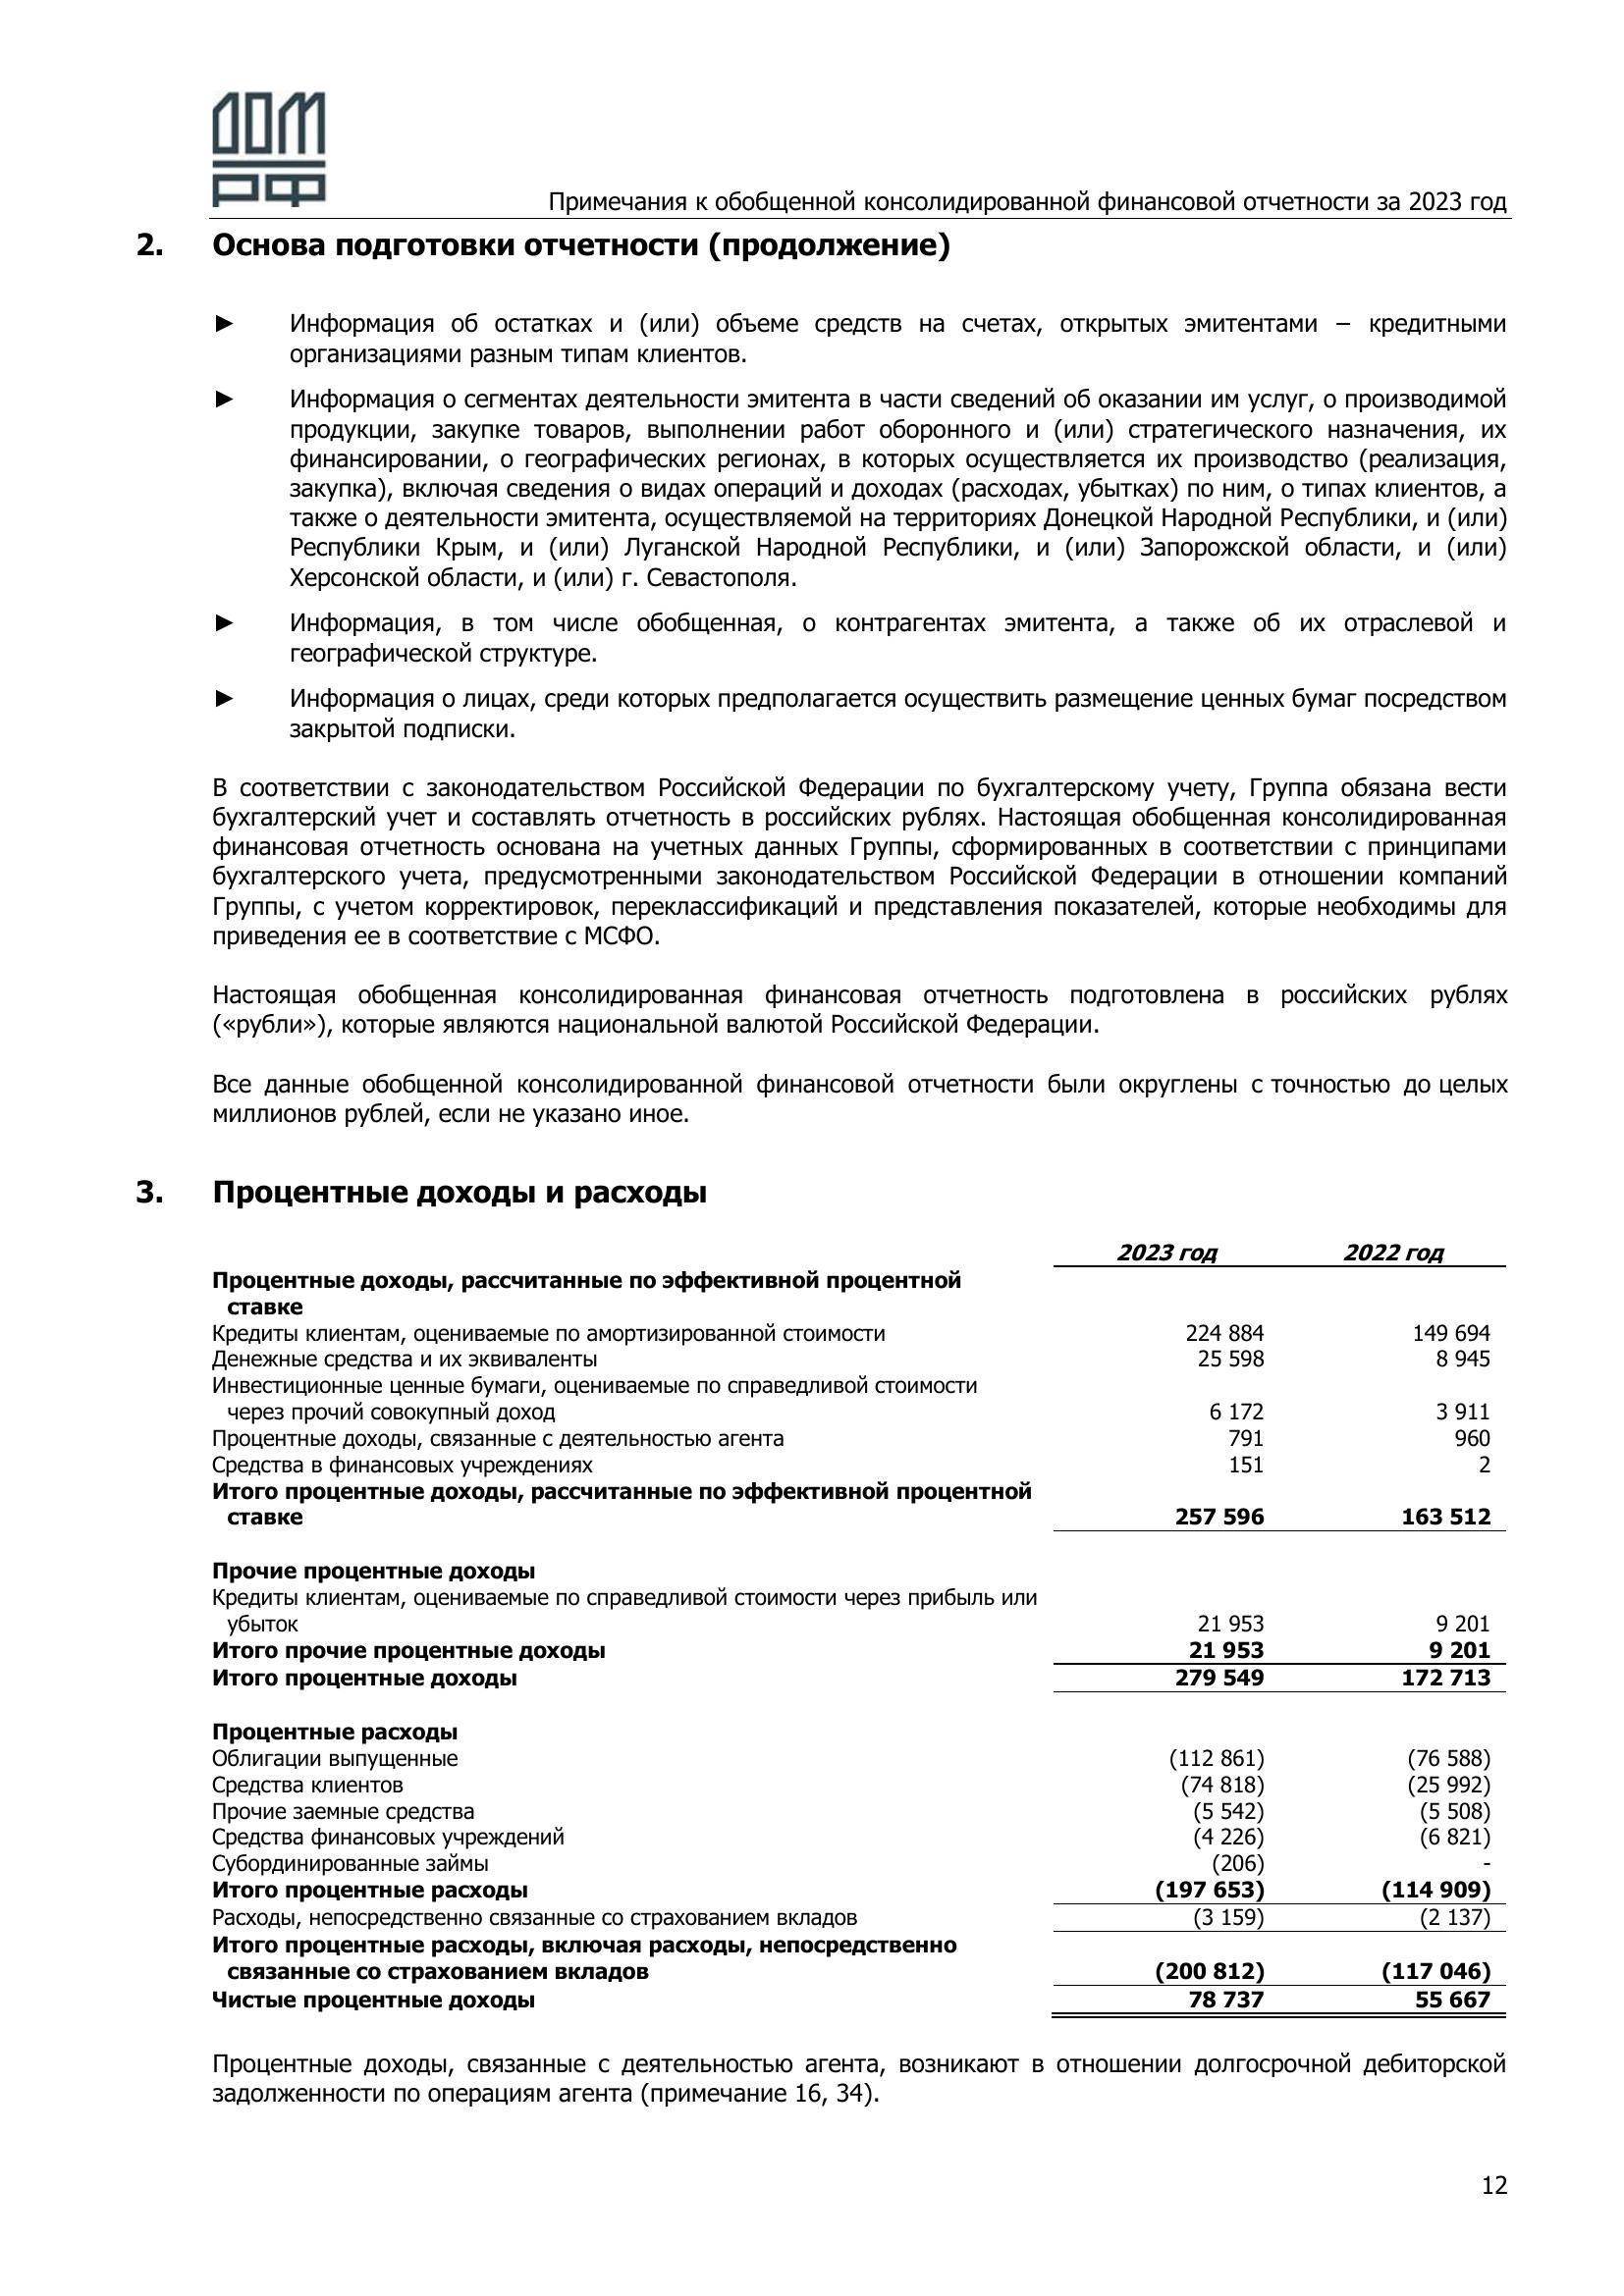 ДОМ
РФ
Примечания к обобщенной консолидированной финансовой отчетности за 2023 год
2. Основа подготовки отчетности (продолжение)
► Информация об остатках и (или) объеме средств на счетах, открытых эмитентами – кредитными
организациями разным типам клиентов.
► Информация о сегментах деятельности эмитента в части сведений об оказании им услуг, о производимой
продукции, закупке товаров, выполнении работ оборонного и (или) стратегического назначения, их
финансировании, о географических регионах, в которых осуществляется их производство (реализация,
закупка), включая сведения о видах операций и доходах (расходах, убытках) по ним, о типах клиентов, а
также о деятельности эмитента, осуществляемой на территориях Донецкой Народной Республики, и (или)
Республики Крым, и (или) Луганской Народной Республики, и (или) Запорожской области, и (или)
Херсонской области, и (или) г. Севастополя.
► Информация, в том числе обобщенная, о контрагентах эмитента, а также об их отраслевой и
географической структуре.
► Информация о лицах, среди которых предполагается осуществить размещение ценных бумаг посредством
закрытой подписки.
В соответствии с законодательством Российской Федерации по бухгалтерскому учету, Группа обязана вести
бухгалтерский учет и составлять отчетность в российских рублях. Настоящая обобщенная консолидированная
финансовая отчетность основана на учетных данных Группы, сформированных в соответствии с принципами
бухгалтерского учета, предусмотренными законодательством Российской Федерации в отношении компаний
Группы, с учетом корректировок, переклассификаций и представления показателей, которые необходимы для
приведения ее в соответствие с МСФО.
Настоящая обобщенная консолидированная финансовая отчетность подготовлена в российских рублях
(«рубли»), которые являются национальной валютой Российской Федерации.
Все данные обобщенной консолидированной финансовой отчетности были округлены с точностью до целых
миллионов рублей, если не указано иное.
3. Процентные доходы и расходы
2023 год 2022 год
Процентные доходы, рассчитанные по эффективной процентной
ставке
Кредиты клиентам, оцениваемые по амортизированной стоимости 224 884 149 694
Денежные средства и их эквиваленты 25 598 8 945
Инвестиционные ценные бумаги, оцениваемые по справедливой стоимости
через прочий совокупный доход 6 172 3 911
Процентные доходы, связанные с деятельностью агента 791 960
Средства в финансовых учреждениях 151 2
Итого процентные доходы, рассчитанные по эффективной процентной
ставке 257 596 163 512
Прочие процентные доходы
Кредиты клиентам, оцениваемые по справедливой стоимости через прибыль или
убыток 21 953 9 201
Итого прочие процентные доходы 21 953 9 201
Итого процентные доходы 279 549 172 713
Процентные расходы
Облигации выпущенные (112 861) (76 588)
Средства клиентов (74 818) (25 992)
Прочие заемные средства (5 542) (5 508)
Средства финансовых учреждений (4 226) (6 821)
Субординированные займы (206) -
Итого процентные расходы (197 653) (114 909)
Расходы, непосредственно связанные со страхованием вкладов (3 159) (2 137)
Итого процентные расходы, включая расходы, непосредственно
связанные со страхованием вкладов (200 812) (117 046)
Чистые процентные доходы 78 737 55 667
Процентные доходы, связанные с деятельностью агента, возникают в отношении долгосрочной дебиторской
задолженности по операциям агента (примечание 16, 34).
12